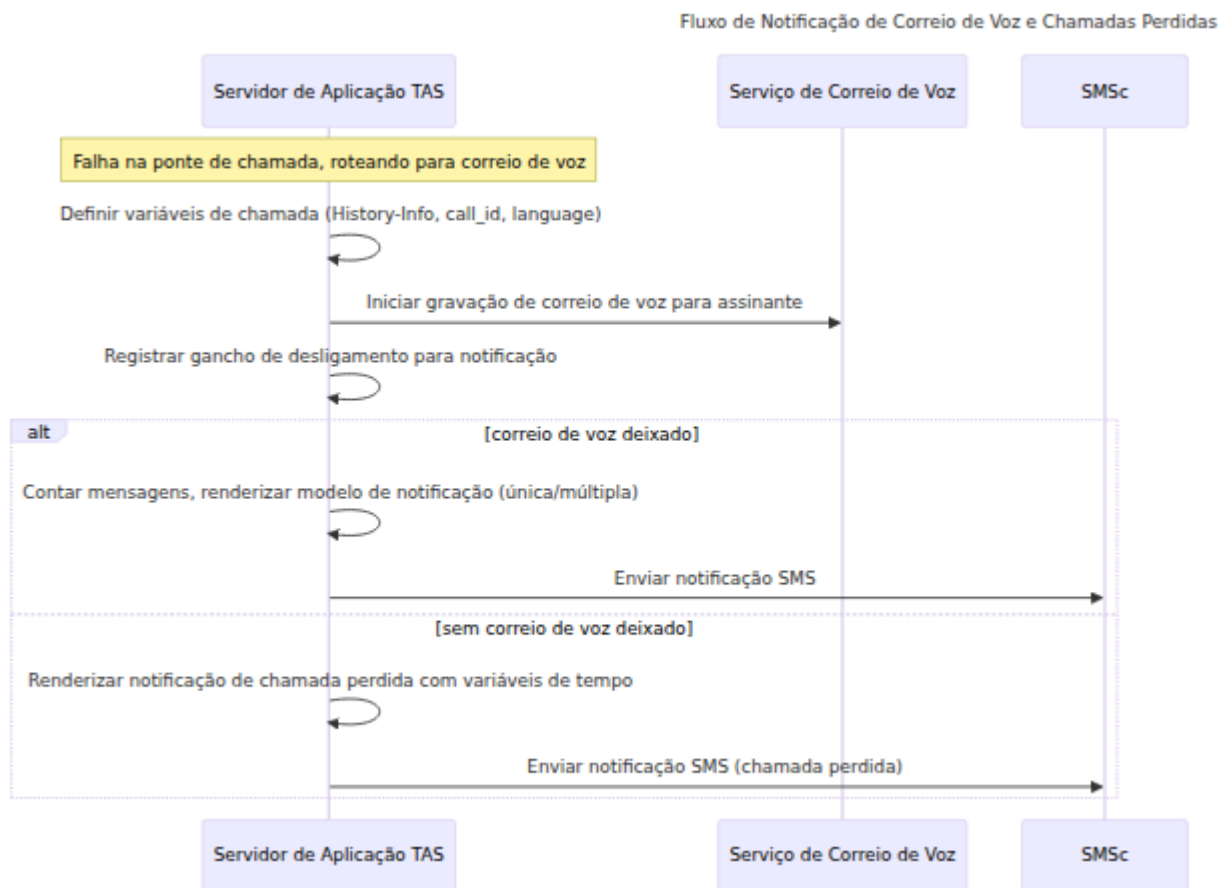 Fluxo de Notificação de Correio de Voz e Chamadas Perdidas
Servidor de Aplicação TAS
Serviço de Correio de Voz
SMSc
Falha na ponte de chamada, roteando para correio de voz
Definir variáveis de chamada (History-Info, call_id, language)
Iniciar gravação de correio de voz para assinante
Registrar gancho de desligamento para notificação
alt
[correio de voz deixado]
Contar mensagens, renderizar modelo de notificação (única/múltipla)
Enviar notificação SMS
[sem correio de voz deixado]
Renderizar notificação de chamada perdida com variáveis de tempo
Enviar notificação SMS (chamada perdida)
Servidor de Aplicação TAS
Serviço de Correio de Voz
SMSc